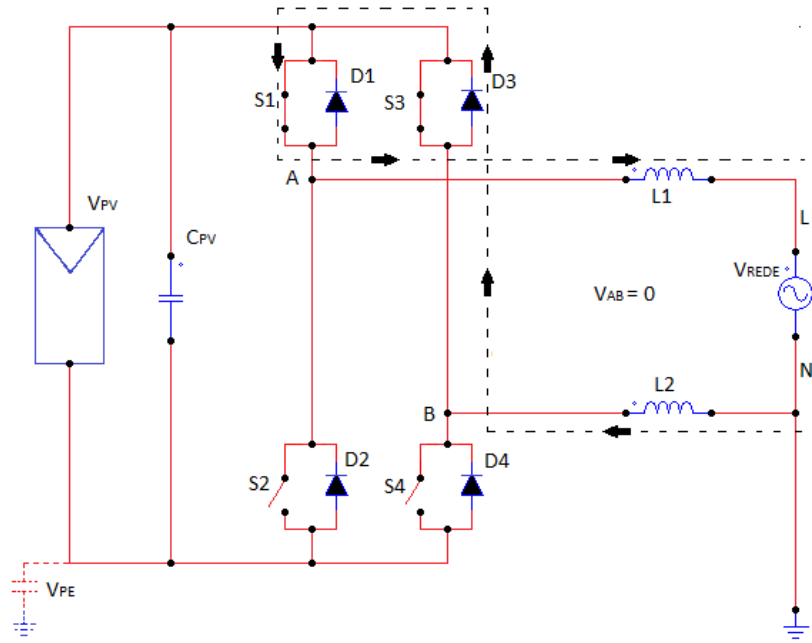 D1
D3
S1
S3
A
L1
L
VPV
CPV
VREDE
VAB = 0
N
L2
B
D2
D4
S2
S4
VPE